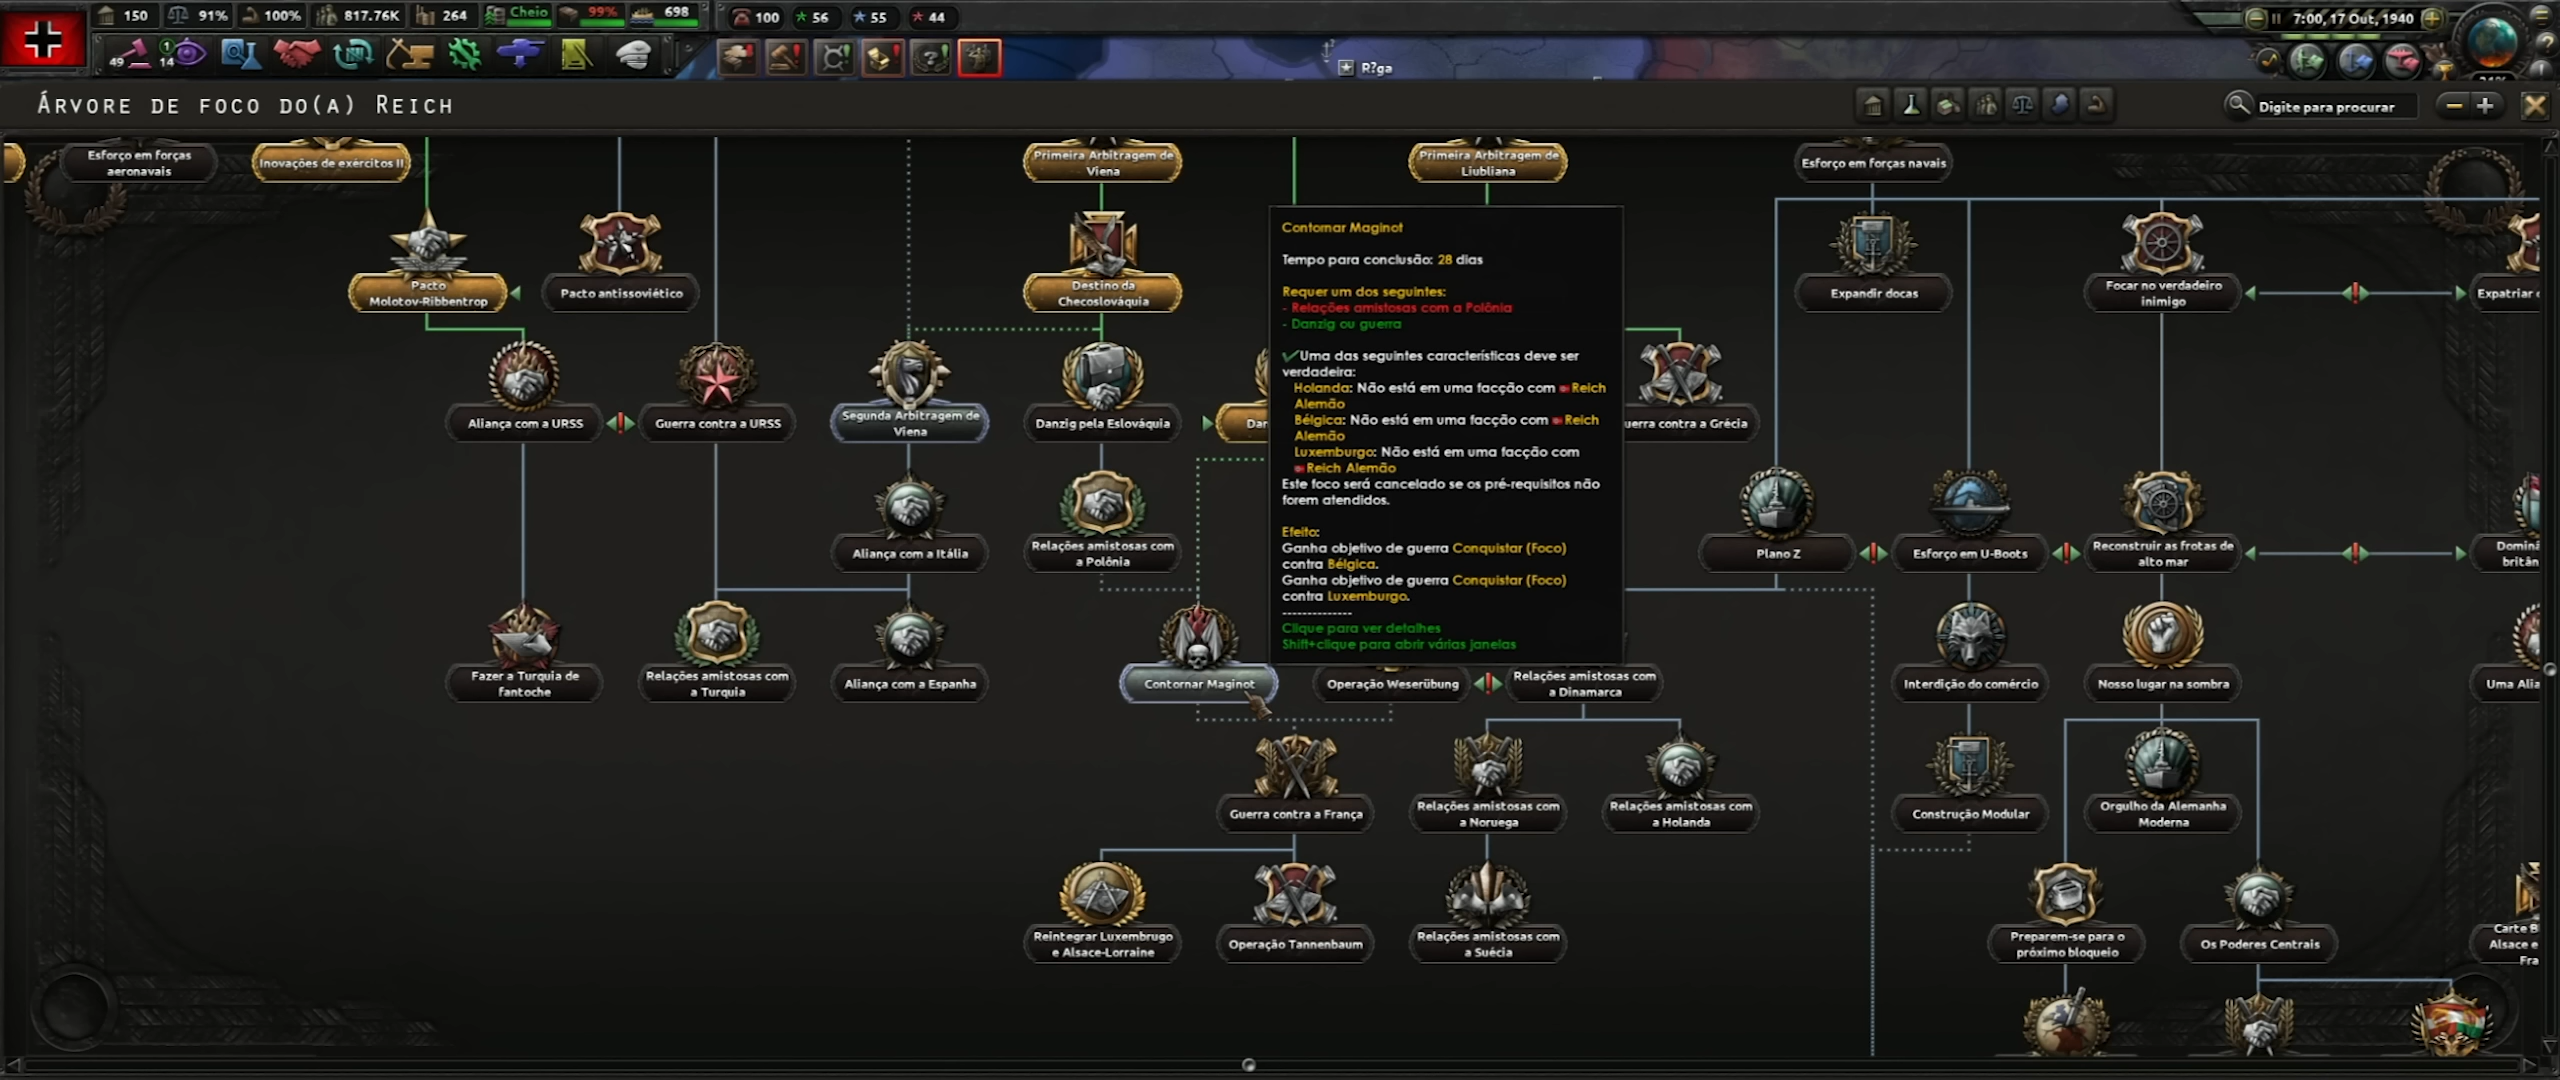 150 91% 100% 817.76K 264 Cheio 99% 698 100 56 55 44 7:00, 17 Out, 1940
49 1 14
R?ga
Árvore de foco do(a) Reich
Digite para procurar
Esforço em forças
aeronavais
Inovações de exércitos II
Primeira Arbitragem de
Viena
Primeira Arbitragem de
Liubliana
Esforço em forças navais
Pacto
Molotov-Ribbentrop
Pacto antissoviético
Destino da
Checoslováquia
Expandir docas
Focar no verdadeiro
inimigo
Expatriar
Contornar Maginot
Tempo para conclusão: 28 dias
Requer um dos seguintes:
- Relações amistosas com a Polônia
- Danzig ou guerra
Uma das seguintes características deve ser
verdadeira:
Holanda: Não está em uma facção com Reich
Alemão
Bélgica: Não está em uma facção com Reich
Alemão
Luxemburgo: Não está em uma facção com
Reich Alemão
Este foco será cancelado se os pré-requisitos não
forem atendidos.
Efeito:
Ganha objetivo de guerra Conquistar (Foco)
contra Bélgica.
Ganha objetivo de guerra Conquistar (Foco)
contra Luxemburgo.
--------------
Clique para ver detalhes
Shift+clique para abrir várias janelas
Aliança com a URSS
Guerra contra a URSS
Segunda Arbitragem de
Viena
Danzig pela Eslováquia
Dan
uerra contra a Grécia
Aliança com a Itália
Relações amistosas com
a Polônia
Plano Z
Esforço em U-Boots
Reconstruir as frotas de
alto mar
Domin
britân
Fazer a Turquia de
fantoche
Relações amistosas com
a Turquia
Aliança com a Espanha
Contornar Maginot
Operação Weserübung
Relações amistosas com
a Dinamarca
Interdição do comércio
Nosso lugar na sombra
Uma Alia
Guerra contra a França
Relações amistosas com
a Noruega
Relações amistosas com
a Holanda
Construção Modular
Orgulho da Alemanha
Moderna
Reintegrar Luxembrugo
e Alsace-Lorraine
Operação Tannenbaum
Relações amistosas com
a Suécia
Preparem-se para o
próximo bloqueio
Os Poderes Centrais
Carte B
Alsace e
Fra